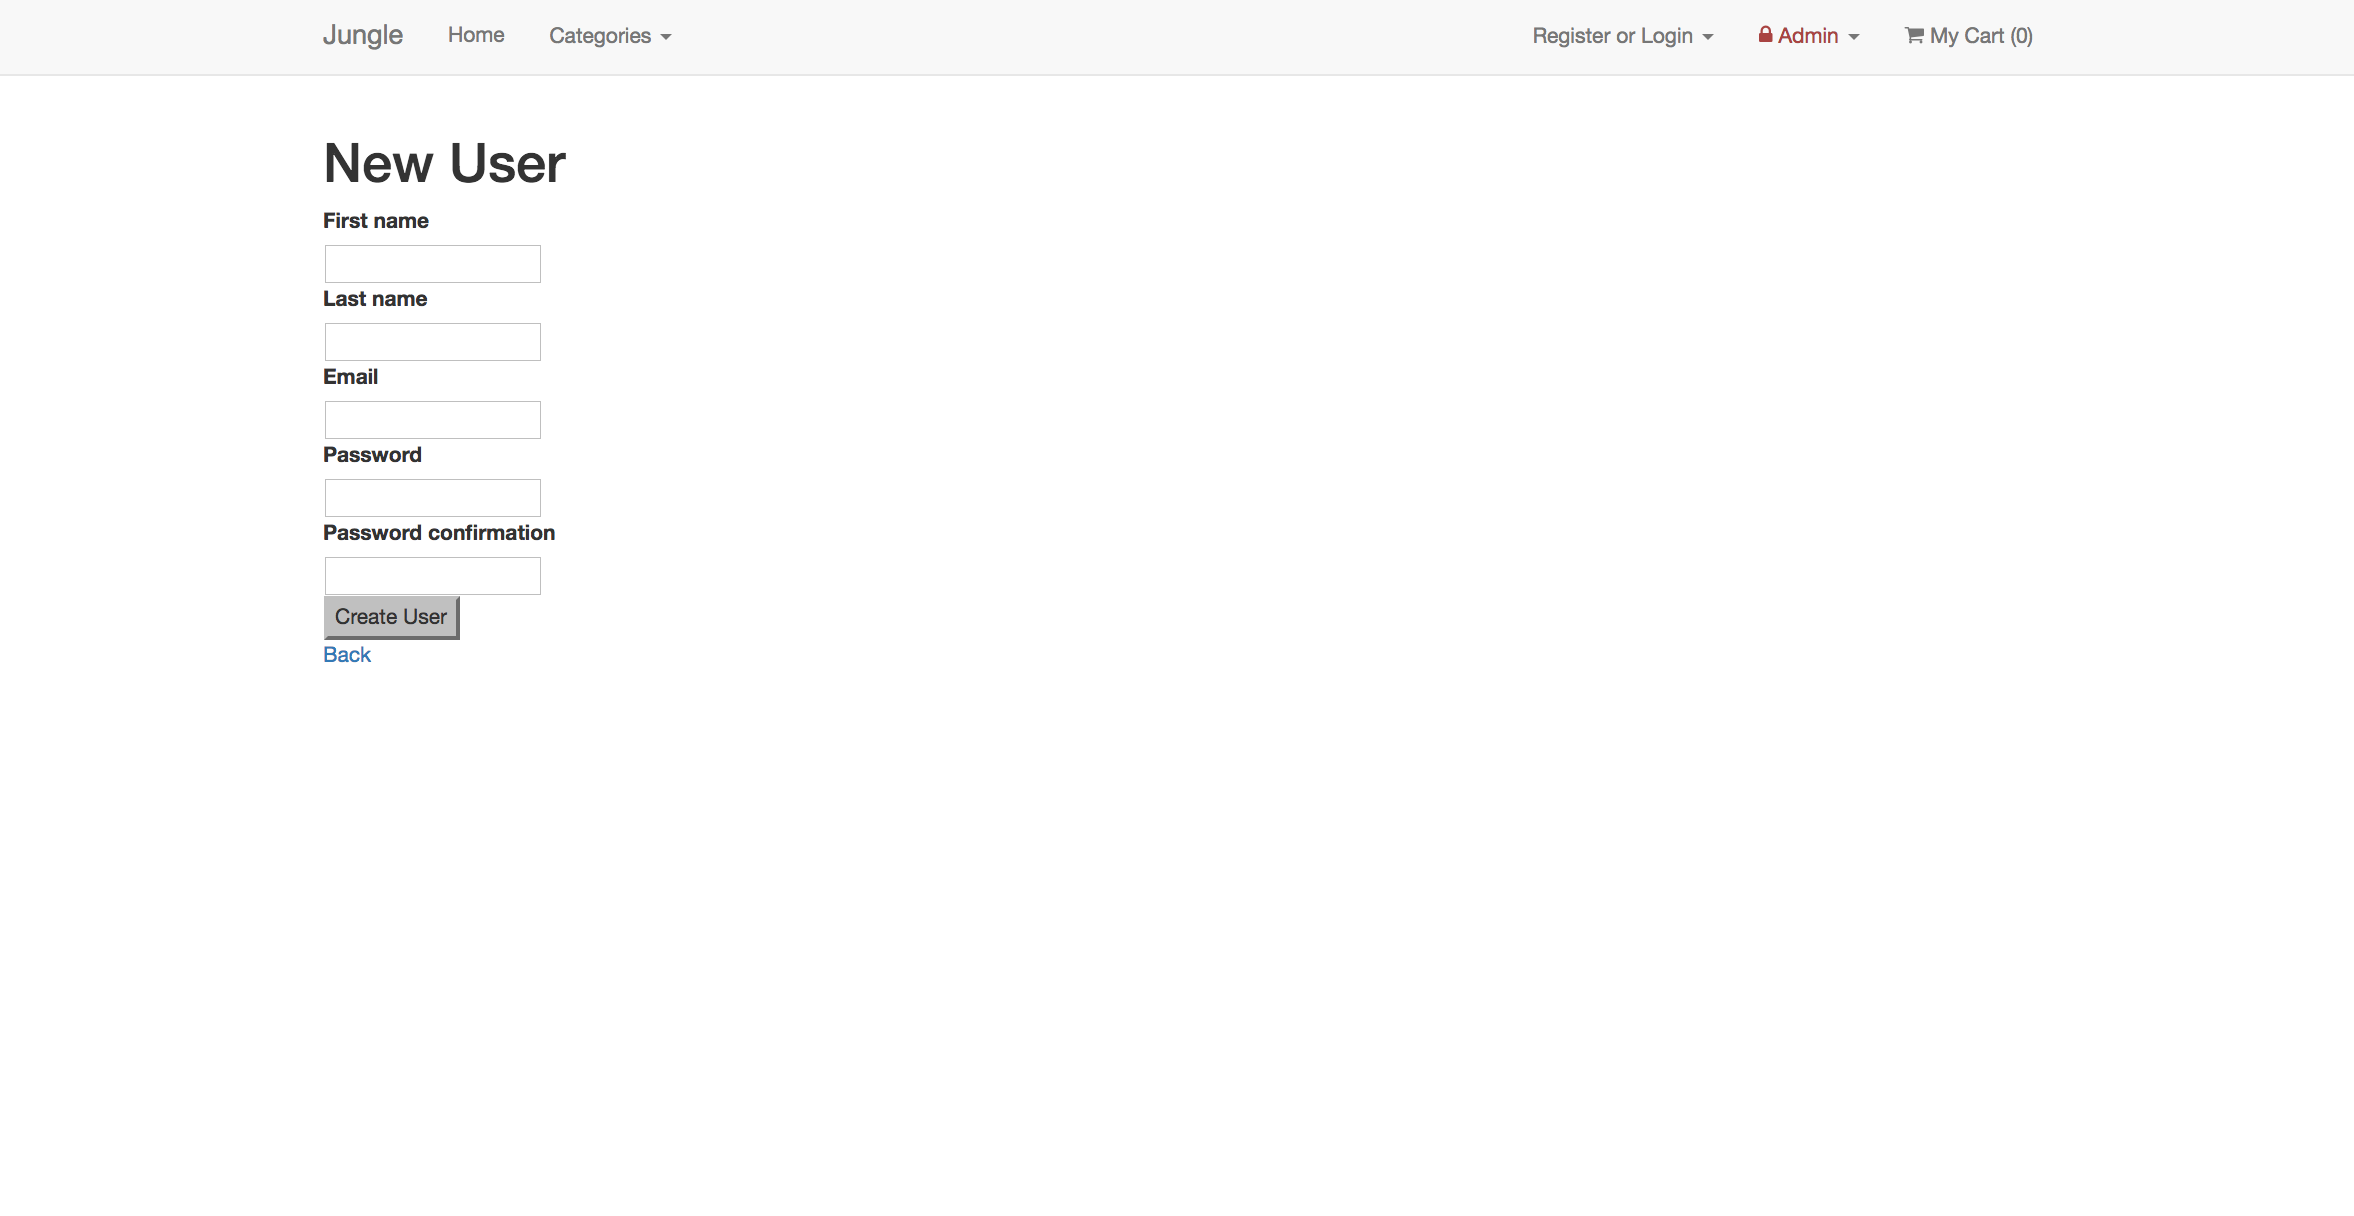 Jungle Home Categories Register or Login Admin My Cart (0)
New User
First name
Last name
Email
Password
Password confirmation
Create User
Back